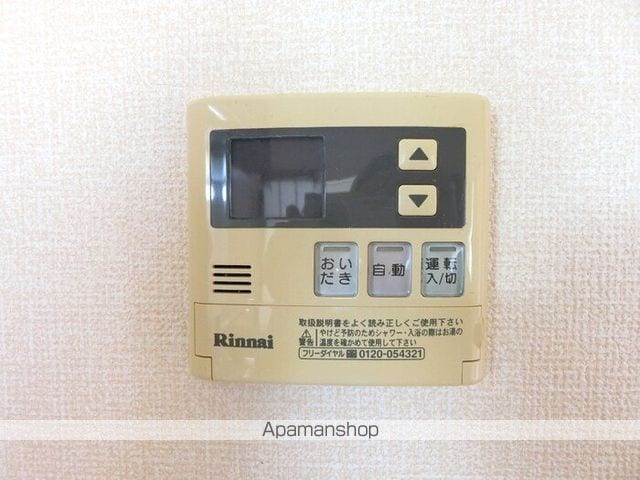 ▲
▼
おい
だき
自動
運転
入/切
取扱説明書をよく読み正しくご使用下さい
⚠警告 やけど予防のためシャワー・入浴の際はお湯の
温度を確かめて使用して下さい
フリーダイヤル 0120-054321
Rinnai
Apamanshop